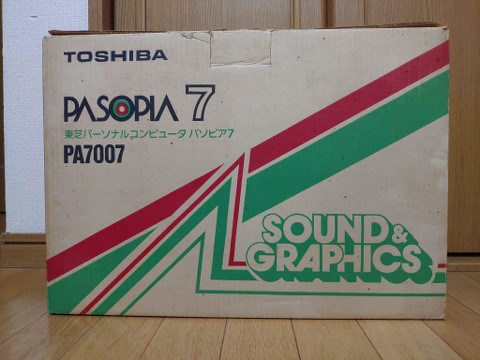 TOSHIBA
PASOPIA 7
東芝パーソナルコンピュータ パソピア7
PA7007
SOUND &
GRAPHICS